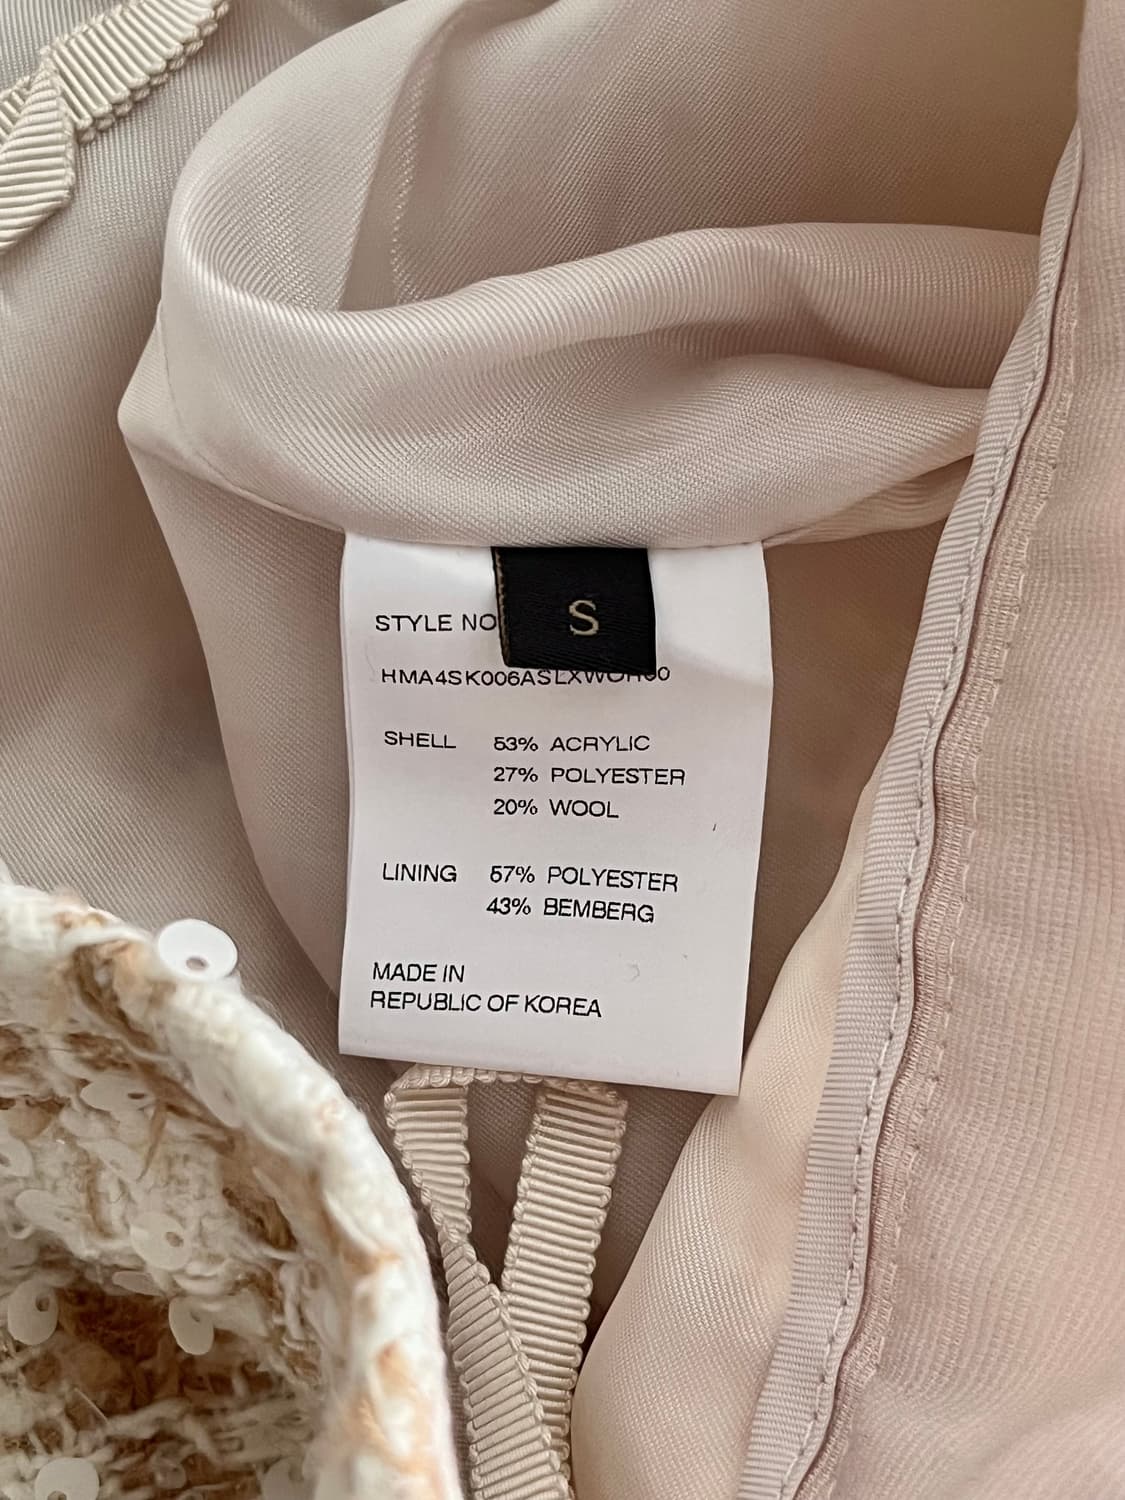 S
STYLE NO
SHELL 53% ACRYLIC
27% POLYESTER
20% WOOL
LINING 57% POLYESTER
43% BEMBERG
MADE IN
REPUBLIC OF KOREA